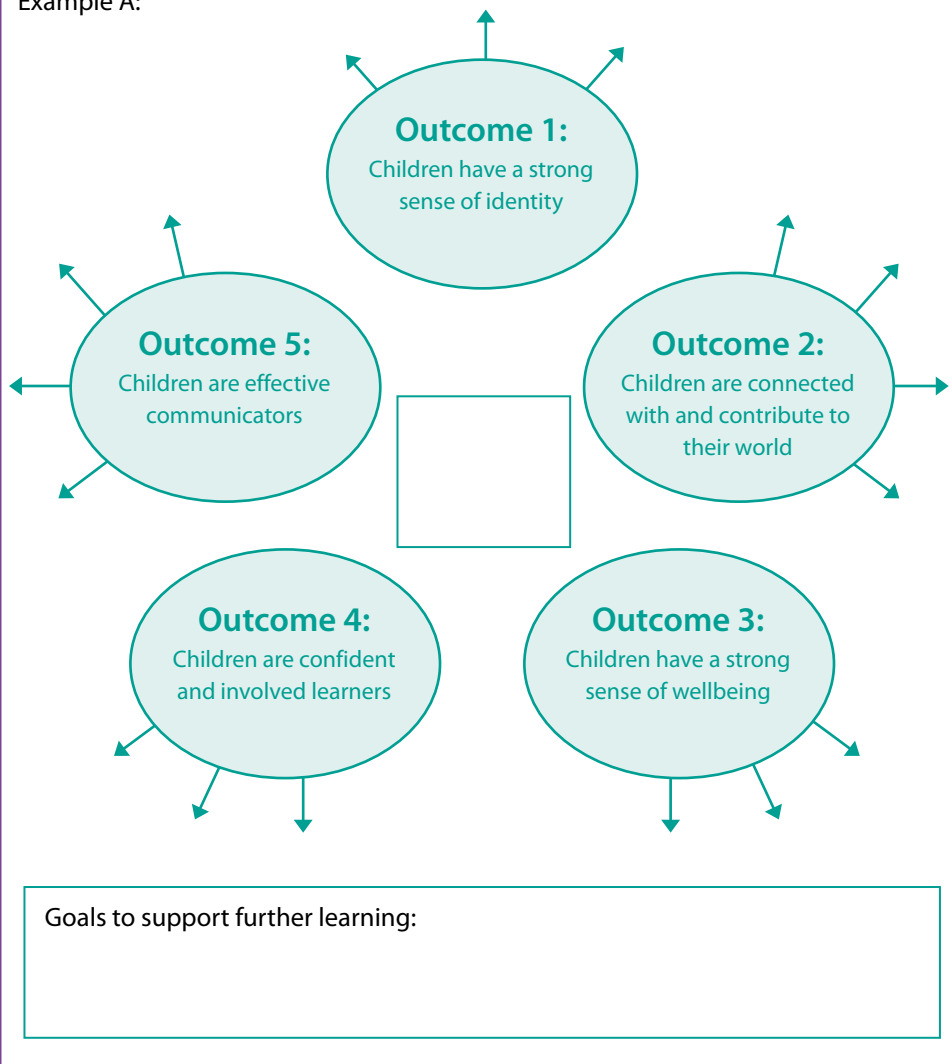 Example A:
Outcome 1:
Children have a strong
sense of identity
Outcome 2:
Children are connected
with and contribute to
their world
Outcome 3:
Children have a strong
sense of wellbeing
Outcome 4:
Children are confident
and involved learners
Outcome 5:
Children are effective
communicators
Goals to support further learning: